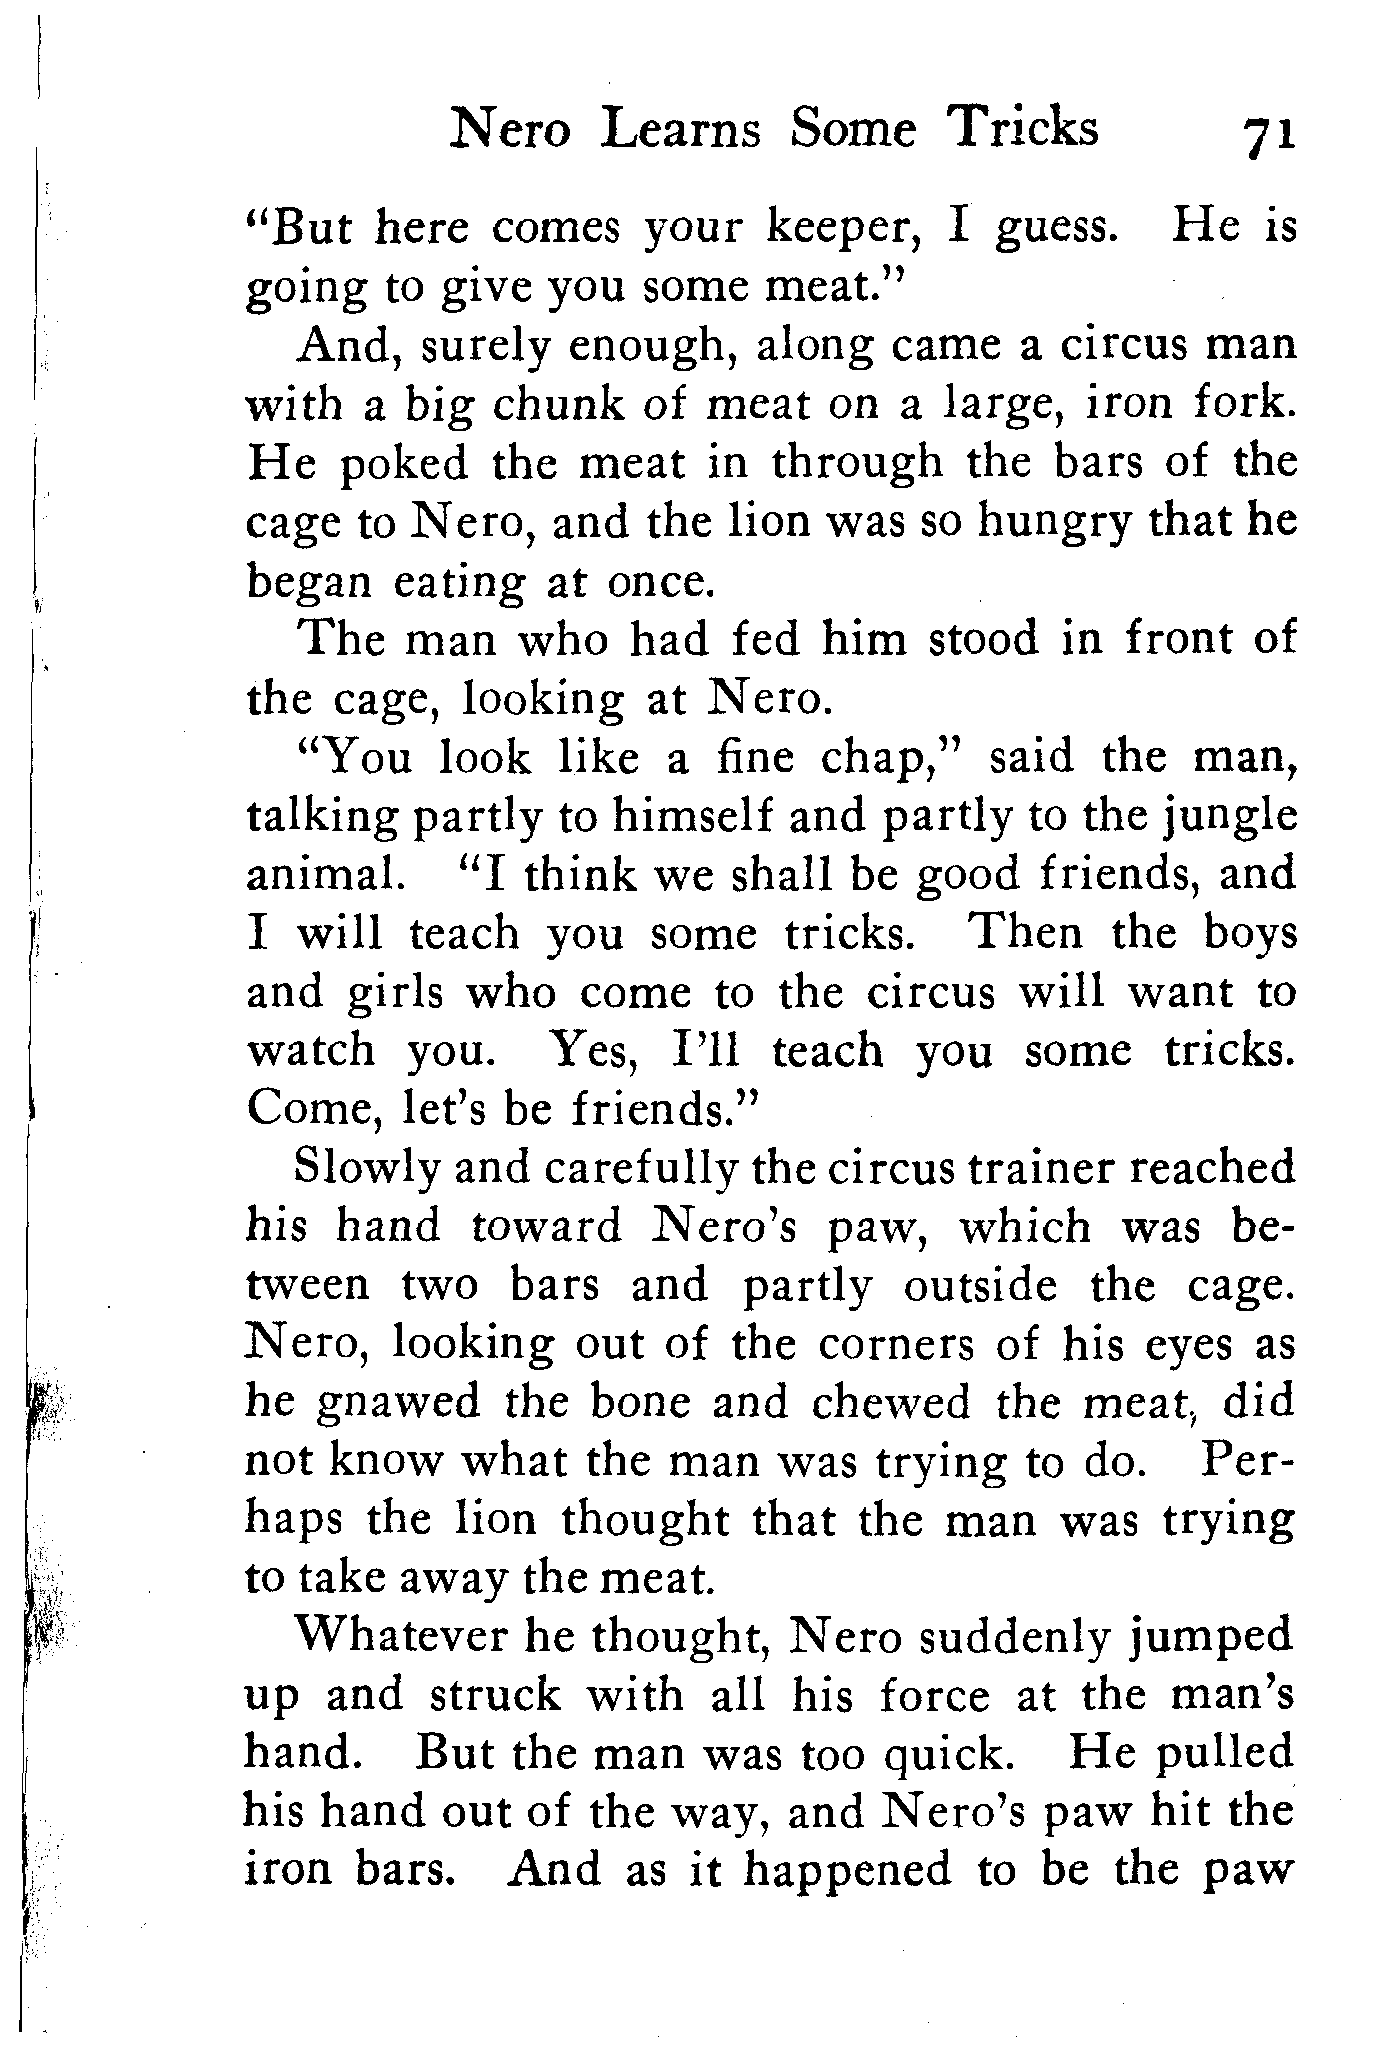 Nero Learns Some Tricks 71
“But here comes your keeper, I guess. He is
going to give you some meat.”
And, surely enough, along came a circus man
with a big chunk of meat on a large, iron fork.
He poked the meat in through the bars of the
cage to Nero, and the lion was so hungry that he
began eating at once.
The man who had fed him stood in front of
the cage, looking at Nero.
“You look like a fine chap,” said the man,
talking partly to himself and partly to the jungle
animal. “I think we shall be good friends, and
I will teach you some tricks. Then the boys
and girls who come to the circus will want to
watch you. Yes, I’ll teach you some tricks.
Come, let’s be friends.”
Slowly and carefully the circus trainer reached
his hand toward Nero’s paw, which was be-
tween two bars and partly outside the cage.
Nero, looking out of the corners of his eyes as
he gnawed the bone and chewed the meat, did
not know what the man was trying to do. Per-
haps the lion thought that the man was trying
to take away the meat.
Whatever he thought, Nero suddenly jumped
up and struck with all his force at the man’s
hand. But the man was too quick. He pulled
his hand out of the way, and Nero’s paw hit the
iron bars. And as it happened to be the paw